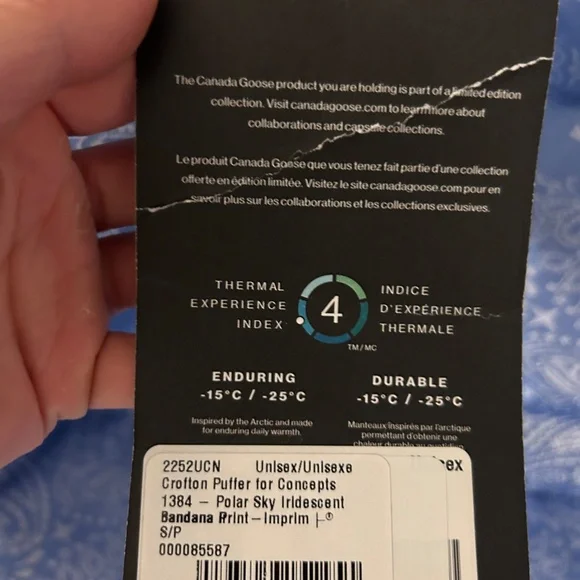 The Canada Goose product you are holding is part of a limited edition
collection. Visit canadagoose.com to learn more about
collaborations and capsule collections.
Le produit Canada Goose que vous tenez fait partie d'une collection
offerte en édition limitée. Visitez le site canadagoose.com pour en
savoir plus sur les collaborations et les collections exclusives.
THERMAL
EXPERIENCE
INDEX
4
TM/MC
INDICE
D'EXPÉRIENCE
THERMALE
ENDURING
-15°C / -25°C
Inspired by the Arctic and made
for enduring daily warmth.
DURABLE
-15°C / -25°C
Manteaux inspirés par l'arctique
permettant d'obtenir une
chaleur durable au quotidien
2252UCN Unisex/Unisexe
Crofton Puffer for Concepts
1384 – Polar Sky Iridescent
Bandana Print–Imprim
S/P
000085587